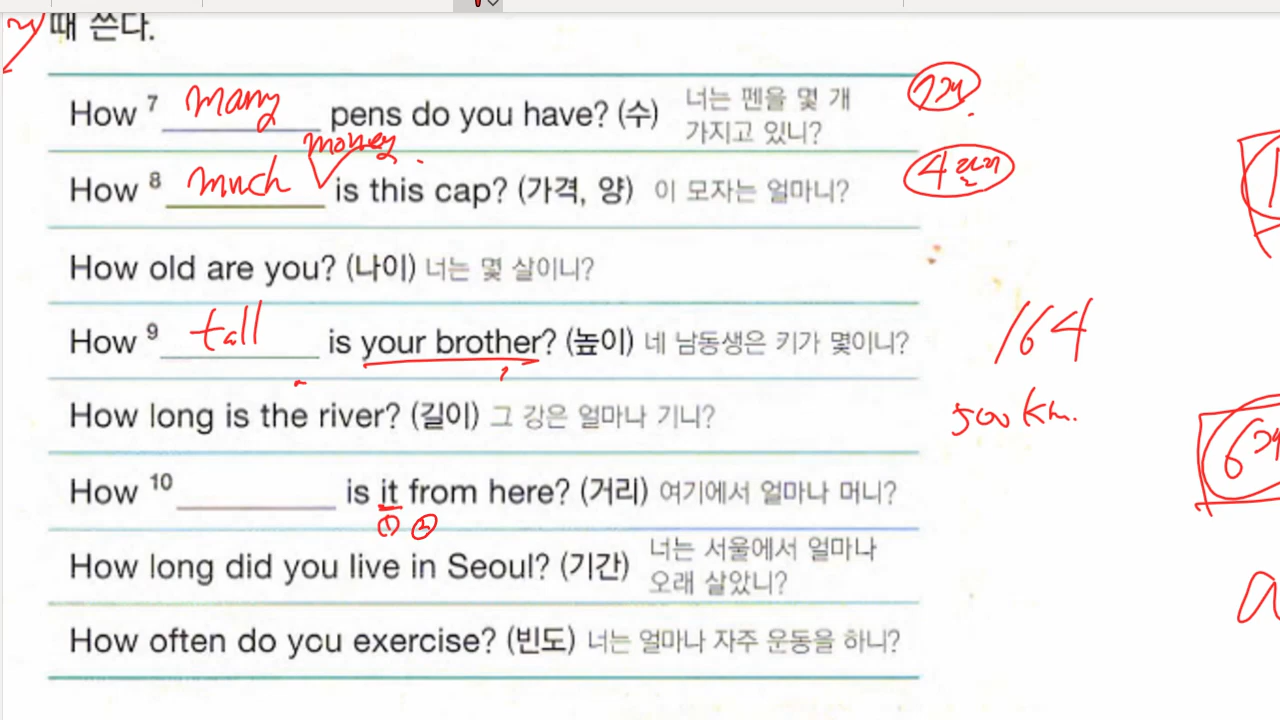 때 쓴다.
How 7 many pens do you have? (수) 너는 펜을 몇 개
가지고 있니?
money
How 8 much is this cap? (가격, 양) 이 모자는 얼마니?
4
How old are you? (나이) 너는 몇 살이니?
How 9 tall is your brother? (높이) 네 남동생은 키가 몇이니?
164
How long is the river? (길이) 그 강은 얼마나 기니?
500 km.
How 10 is it from here? (거리) 여기에서 얼마나 머니?
① ②
How long did you live in Seoul? (기간) 너는 서울에서 얼마나
오래 살았니?
How often do you exercise? (빈도) 너는 얼마나 자주 운동을 하니?